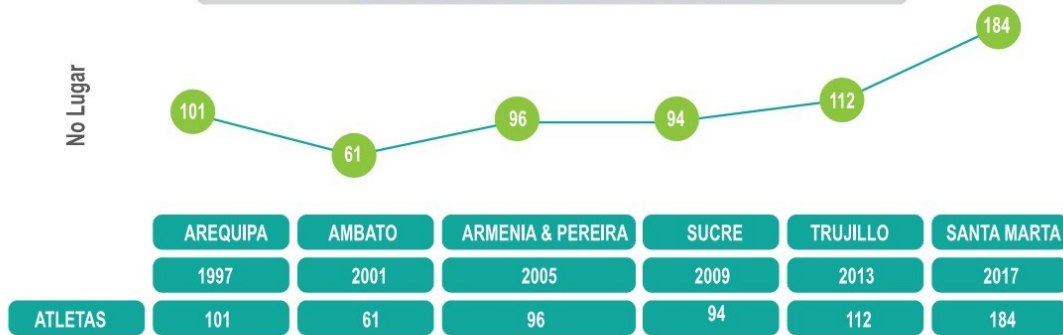 No Lugar
101
61
96
94
112
184
AREQUIPA AMBATO ARMENIA & PEREIRA SUCRE TRUJILLO SANTA MARTA
1997 2001 2005 2009 2013 2017
ATLETAS 101 61 96 94 112 184